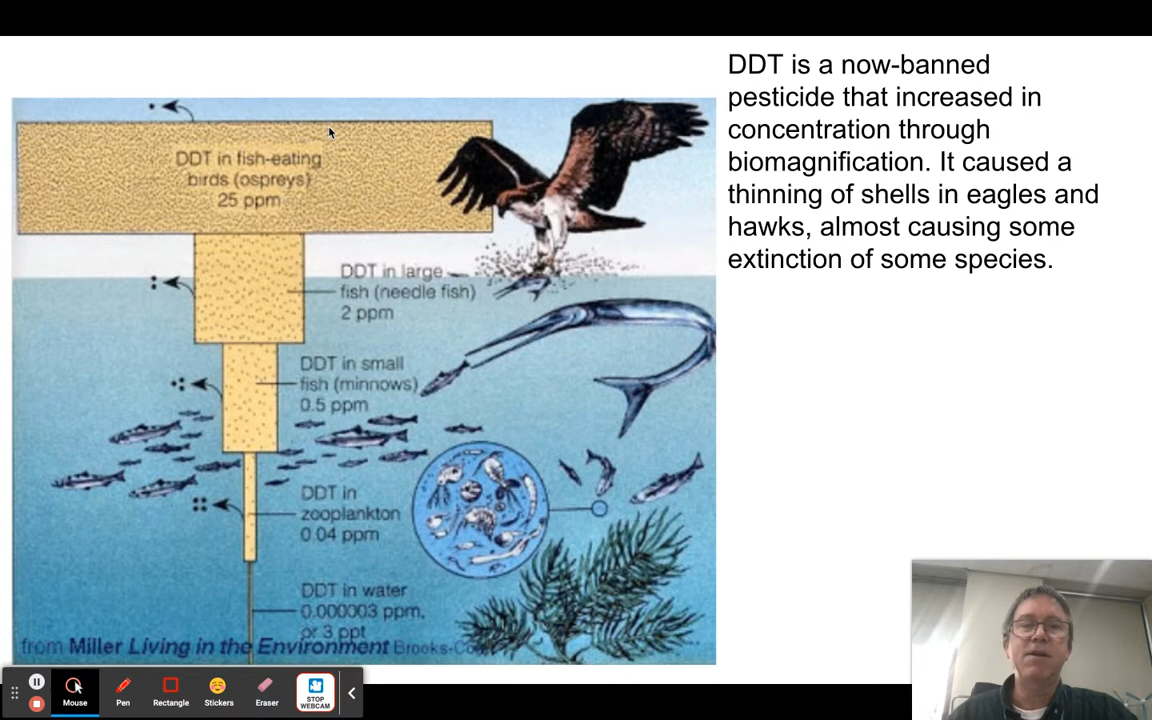 DDT is a now-banned
pesticide that increased in
concentration through
biomagnification. It caused a
thinning of shells in eagles and
hawks, almost causing some
extinction of some species.
DDT in fish-eating
birds (ospreys)
25 ppm
DDT in large
fish (needle fish)
2 ppm
DDT in small
fish (minnows)
0.5 ppm
DDT in
zooplankton
0.04 ppm
DDT in water
0.000003 ppm,
or 3 ppt
from Miller Living in the Environment Brooks-
Mouse
Pen
Rectangle
Stickers
Eraser
STOP
WEBCAM